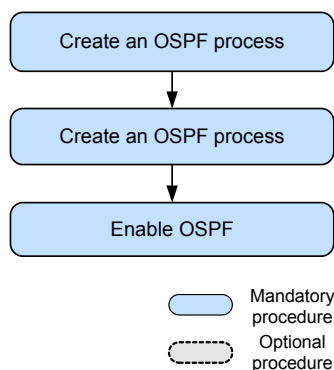 Create an OSPF process
Create an OSPF process
Enable OSPF
Mandatory
procedure
Optional
procedure